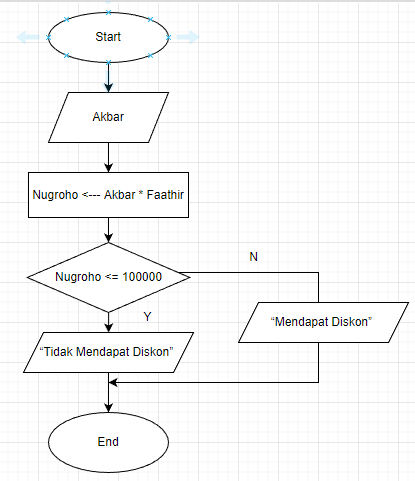 Start
Akbar
Nugroho <--- Akbar * Faathir
Nugroho <= 100000
N
Y
“Mendapat Diskon”
“Tidak Mendapat Diskon”
End